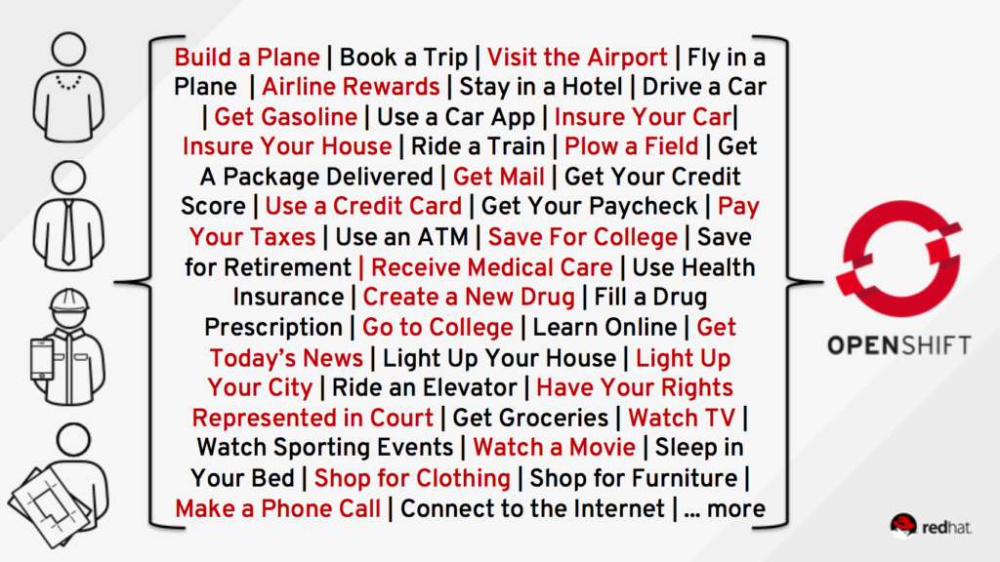 Build a Plane | Book a Trip | Visit the Airport | Fly in a
Plane | Airline Rewards | Stay in a Hotel | Drive a Car
| Get Gasoline | Use a Car App | Insure Your Car|
Insure Your House | Ride a Train | Plow a Field | Get
A Package Delivered | Get Mail | Get Your Credit
Score | Use a Credit Card | Get Your Paycheck | Pay
Your Taxes | Use an ATM | Save For College | Save
for Retirement | Receive Medical Care | Use Health
Insurance | Create a New Drug | Fill a Drug
Prescription | Go to College | Learn Online | Get
Today’s News | Light Up Your House | Light Up
Your City | Ride an Elevator | Have Your Rights
Represented in Court | Get Groceries | Watch TV |
Watch Sporting Events | Watch a Movie | Sleep in
Your Bed | Shop for Clothing | Shop for Furniture |
Make a Phone Call | Connect to the Internet | ... more
OPENSHIFT
redhat.